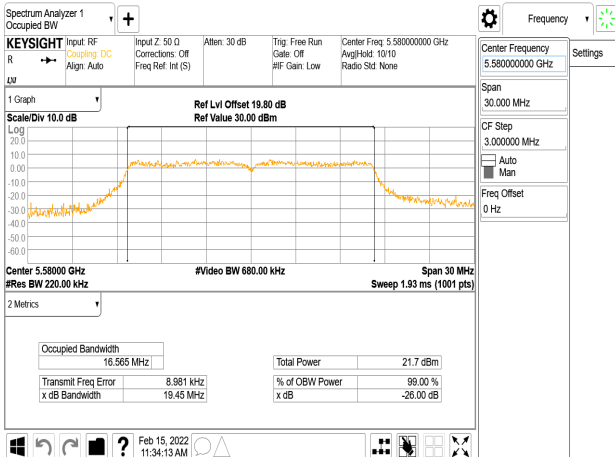 Spectrum Analyzer 1
Occupied BW
Frequency
KEYSIGHT
R
Input: RF
Coupling: DC
Align: Auto
Input Z: 50 Ω
Corrections: Off
Freq Ref: Int (S)
Atten: 30 dB
Trig: Free Run
Gate: Off
#IF Gain: Low
Center Freq: 5.580000000 GHz
Avg|Hold: 10/10
Radio Std: None
Center Frequency
5.580000000 GHz
Settings
Span
30.000 MHz
CF Step
3.000000 MHz
Auto
Man
Freq Offset
0 Hz
1 Graph
Scale/Div 10.0 dB
Ref Lvl Offset 19.80 dB
Ref Value 30.00 dBm
Log
20.0
10.0
0.00
-10.0
-20.0
-30.0
-40.0
-50.0
-60.0
Center 5.58000 GHz
#Video BW 680.00 kHz
Span 30 MHz
#Res BW 220.00 kHz
Sweep 1.93 ms (1001 pts)
2 Metrics
Occupied Bandwidth
16.565 MHz
Total Power 21.7 dBm
Transmit Freq Error 8.981 kHz
% of OBW Power 99.00 %
x dB Bandwidth 19.45 MHz
x dB -26.00 dB
?
Feb 15, 2022
11:34:13 AM